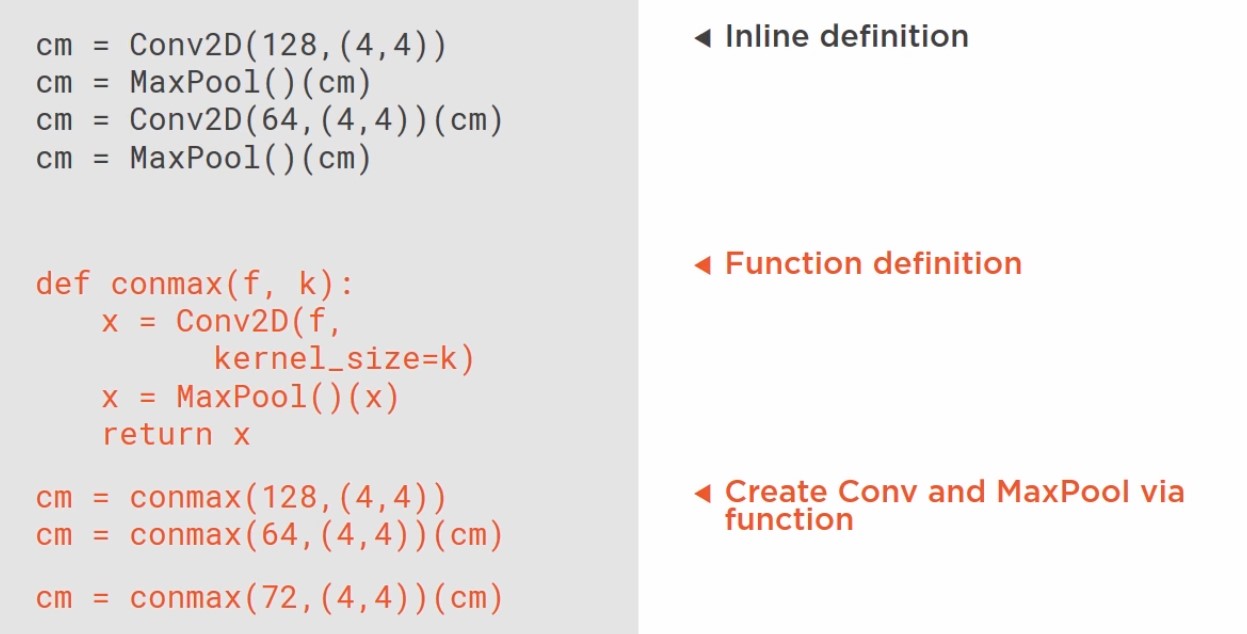 cm = Conv2D(128,(4,4))
cm = MaxPool()(cm)
cm = Conv2D(64,(4,4))(cm)
cm = MaxPool()(cm)
◄ Inline definition
def conmax(f, k):
    x = Conv2D(f,
          kernel_size=k)
    x = MaxPool()(x)
    return x
◄ Function definition
cm = conmax(128,(4,4))
cm = conmax(64,(4,4))(cm)
cm = conmax(72,(4,4))(cm)
◄ Create Conv and MaxPool via
function